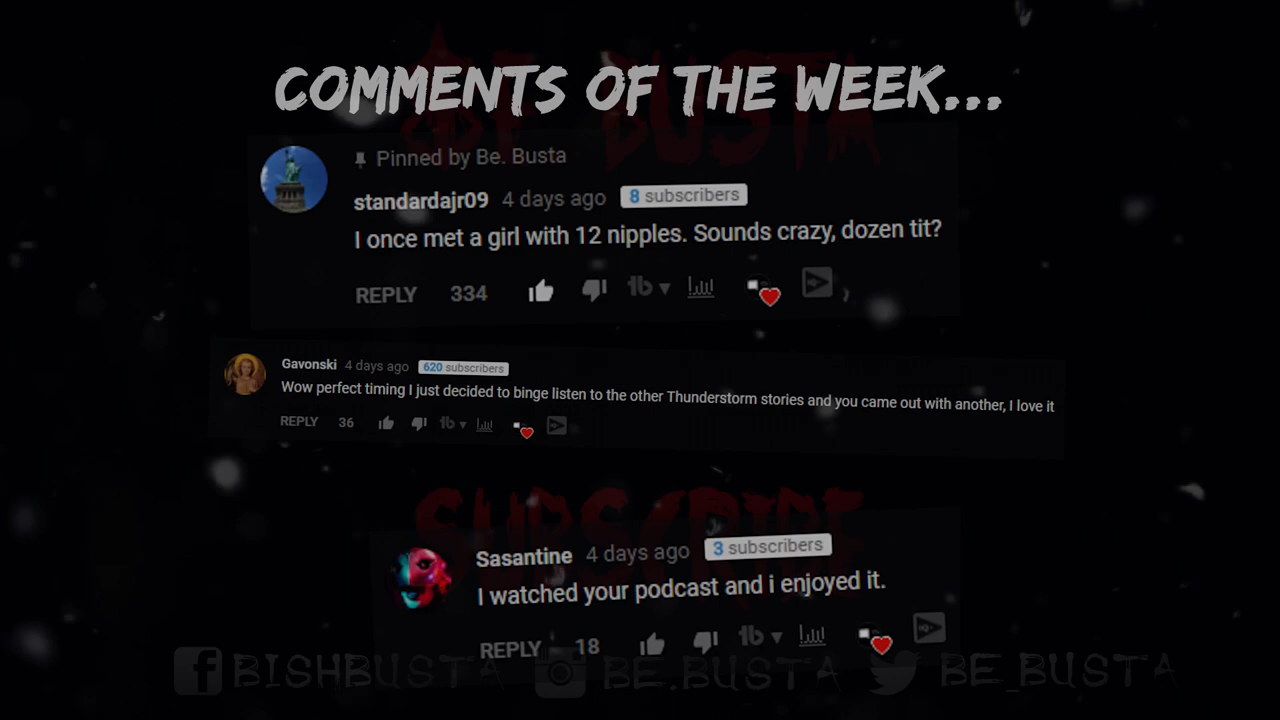 BE. BUSTA
COMMENTS OF THE WEEK...
Pinned by Be. Busta
standardajr09 4 days ago 8 subscribers
I once met a girl with 12 nipples. Sounds crazy, dozen tit?
REPLY 334
Gavonski 4 days ago 620 subscribers
Wow perfect timing I just decided to binge listen to the other Thunderstorm stories and you came out with another, I love it
REPLY 36
SUBSCRIBE
Sasantine 4 days ago 3 subscribers
I watched your podcast and i enjoyed it.
REPLY 18
BISHBUSTA BE.BUSTA BE_BUSTA